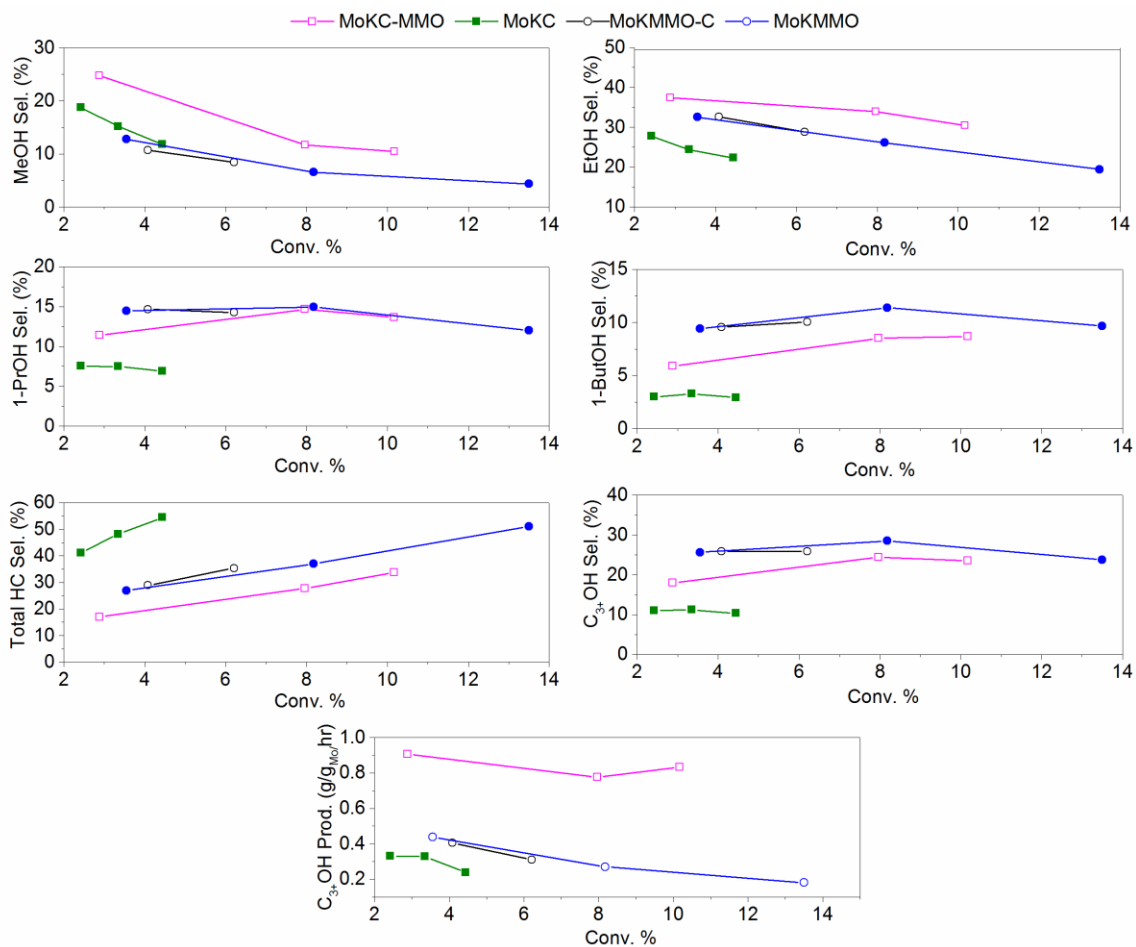 MoKC-MMO MoKC MoKMMO-C MoKMMO
MeOH Sel. (%)
30
20
10
0
2 4 6 8 10 12 14
Conv. %
EtOH Sel. (%)
50
40
30
20
10
2 4 6 8 10 12 14
Conv. %
1-PrOH Sel. (%)
20
15
10
5
0
2 4 6 8 10 12 14
Conv. %
1-ButOH Sel. (%)
15
10
5
0
2 4 6 8 10 12 14
Conv. %
Total HC Sel. (%)
60
50
40
30
20
10
0
2 4 6 8 10 12 14
Conv. %
C₃₊OH Sel. (%)
40
30
20
10
0
2 4 6 8 10 12 14
Conv. %
C₃₊OH Prod. (g/g_Mo/hr)
1.0
0.8
0.6
0.4
0.2
2 4 6 8 10 12 14
Conv. %